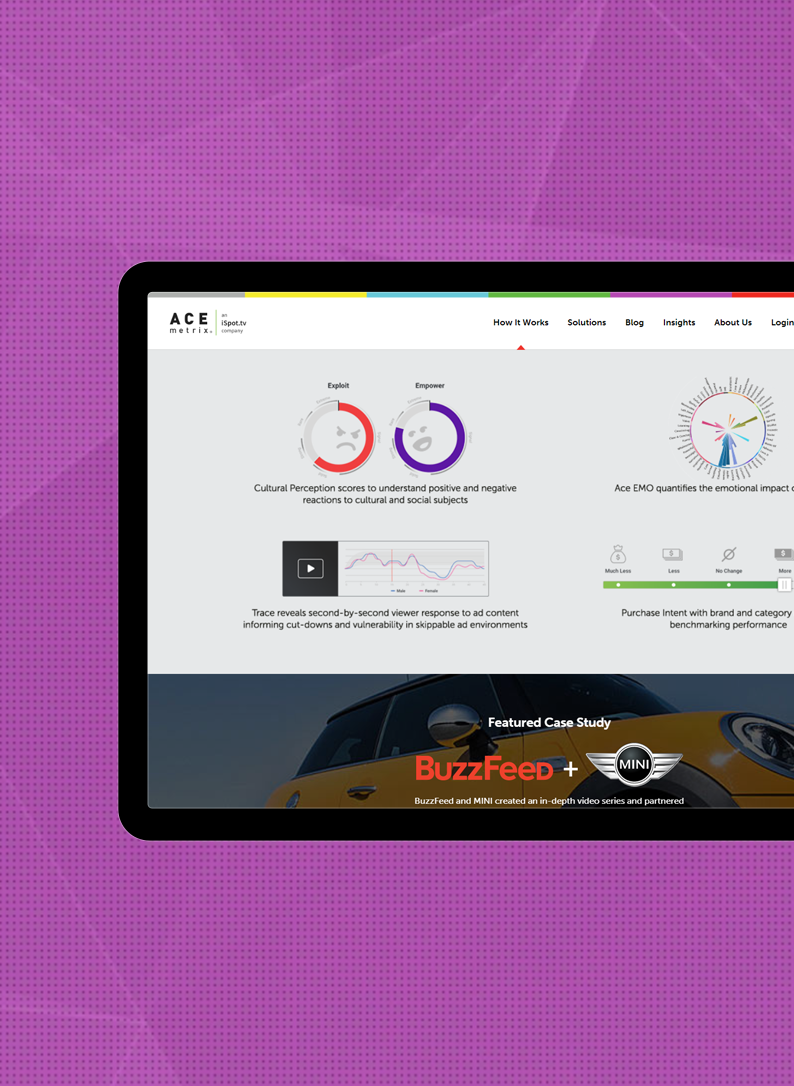 ACE
metrix®
an
iSpot.tv
company
How It Works
Solutions
Blog
Insights
About Us
Login
Exploit
Empower
Cultural Perception scores to understand positive and negative
reactions to cultural and social subjects
Ace EMO quantifies the emotional impact
Male
Female
Trace reveals second-by-second viewer response to ad content
informing cut-downs and vulnerability in skippable ad environments
Much Less
Less
No Change
More
Purchase Intent with brand and category
benchmarking performance
Featured Case Study
BuzzFeed +
MINI
BuzzFeed and MINI created an in-depth video series and partnered